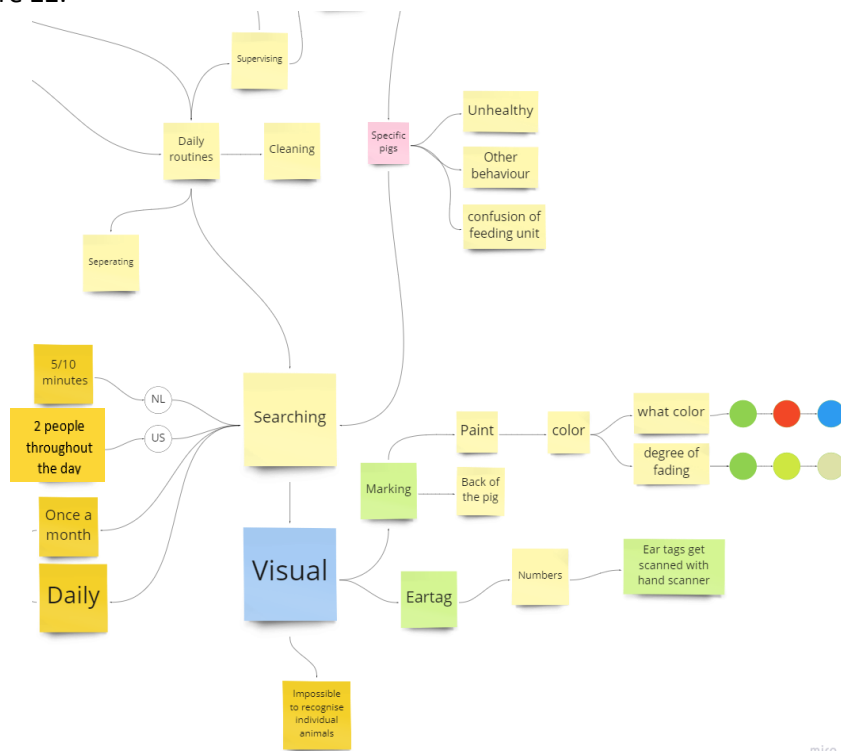 Supervising
Daily
routines
Cleaning
Specific
pigs
Unhealthy
Other
behaviour
confusion of
feeding unit
Seperating
5/10
minutes
NL
2 people
throughout
the day
US
Once a
month
Daily
Searching
Visual
Marking
Paint
color
what color
degree of
fading
Back of
the pig
Eartag
Numbers
Ear tags get
scanned with
hand scanner
Impossible
to recognise
individual
animals